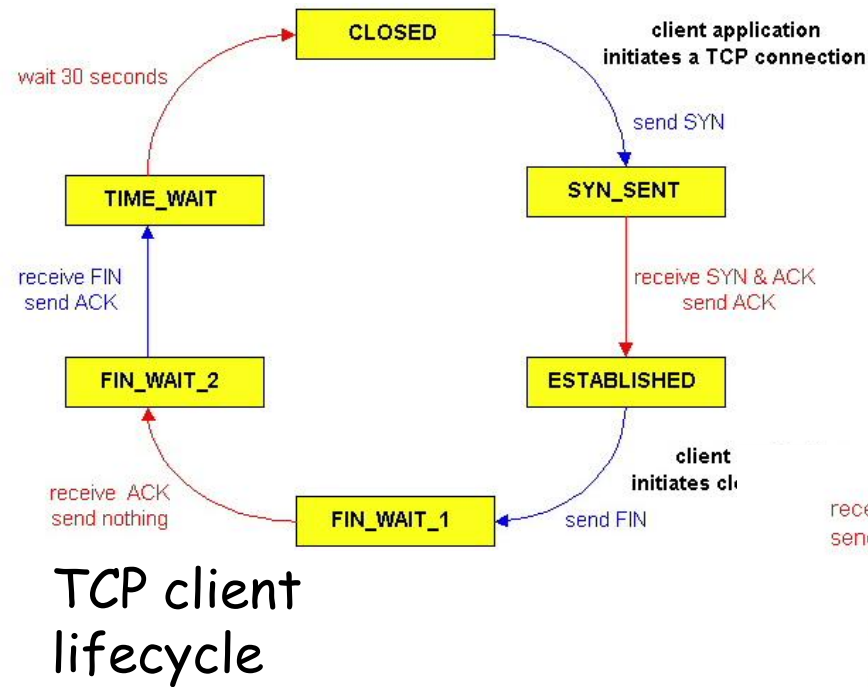 CLOSED
client application
initiates a TCP connection
wait 30 seconds
send SYN
TIME_WAIT
SYN_SENT
receive FIN
send ACK
receive SYN & ACK
send ACK
FIN_WAIT_2
ESTABLISHED
client
initiates
receive ACK
send nothing
FIN_WAIT_1
send FIN
TCP client
lifecycle